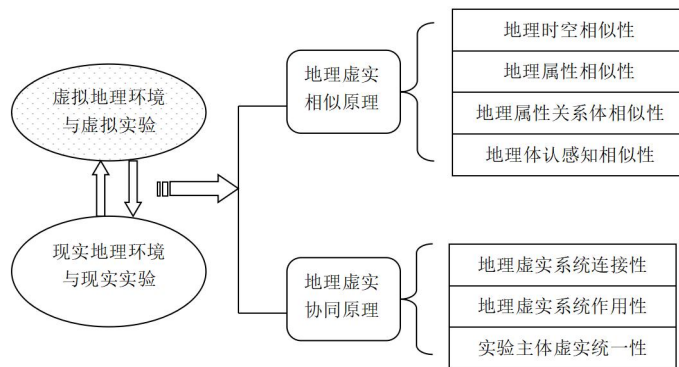 虚拟地理环境
与虚拟实验
现实地理环境
与现实实验
地理虚实
相似原理
地理时空相似性
地理属性相似性
地理属性关系体相似性
地理体认感知相似性
地理虚实
协同原理
地理虚实系统连接性
地理虚实系统作用性
实验主体虚实统一性